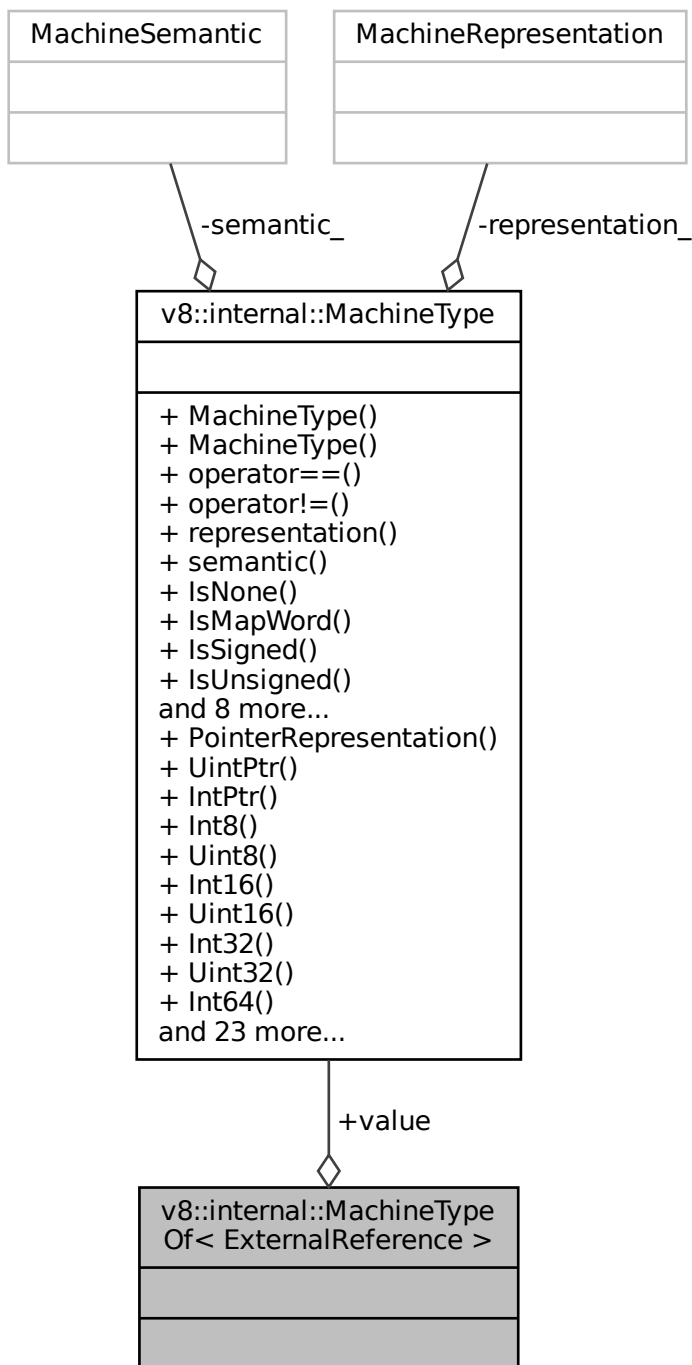 MachineSemantic
MachineRepresentation
-semantic_
-representation_
v8::internal::MachineType
+ MachineType()
+ MachineType()
+ operator==()
+ operator!=()
+ representation()
+ semantic()
+ IsNone()
+ IsMapWord()
+ IsSigned()
+ IsUnsigned()
and 8 more...
+ PointerRepresentation()
+ UintPtr()
+ IntPtr()
+ Int8()
+ Uint8()
+ Int16()
+ Uint16()
+ Int32()
+ Uint32()
+ Int64()
and 23 more...
+value
v8::internal::MachineType
Of< ExternalReference >